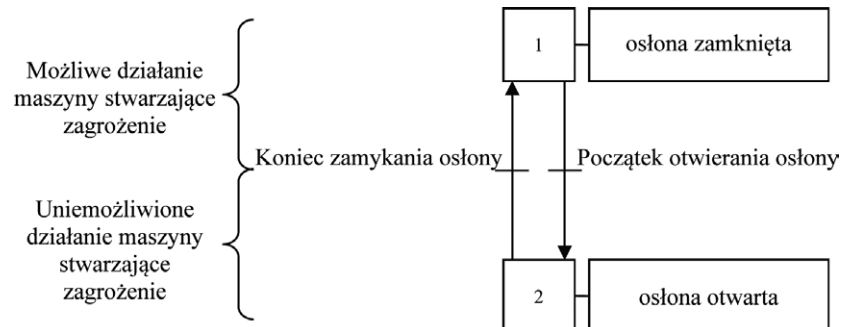 Możliwe działanie
maszyny stwarzające
zagrożenie
1
osłona zamknięta
Koniec zamykania osłony
Początek otwierania osłony
Uniemożliwione
działanie maszyny
stwarzające
zagrożenie
2
osłona otwarta